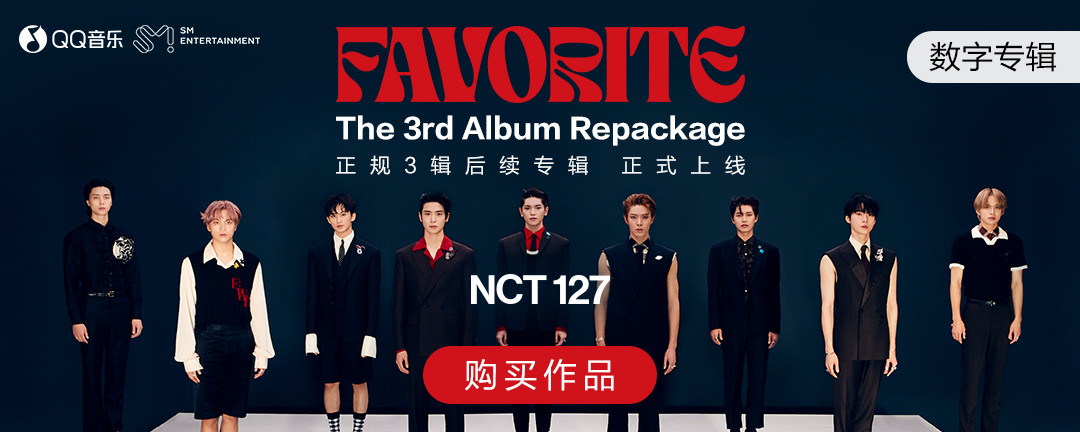 QQ音乐
SM
ENTERTAINMENT
FAVORITE
数字专辑
The 3rd Album Repackage
正规3辑后续专辑 正式上线
NCT 127
购买作品